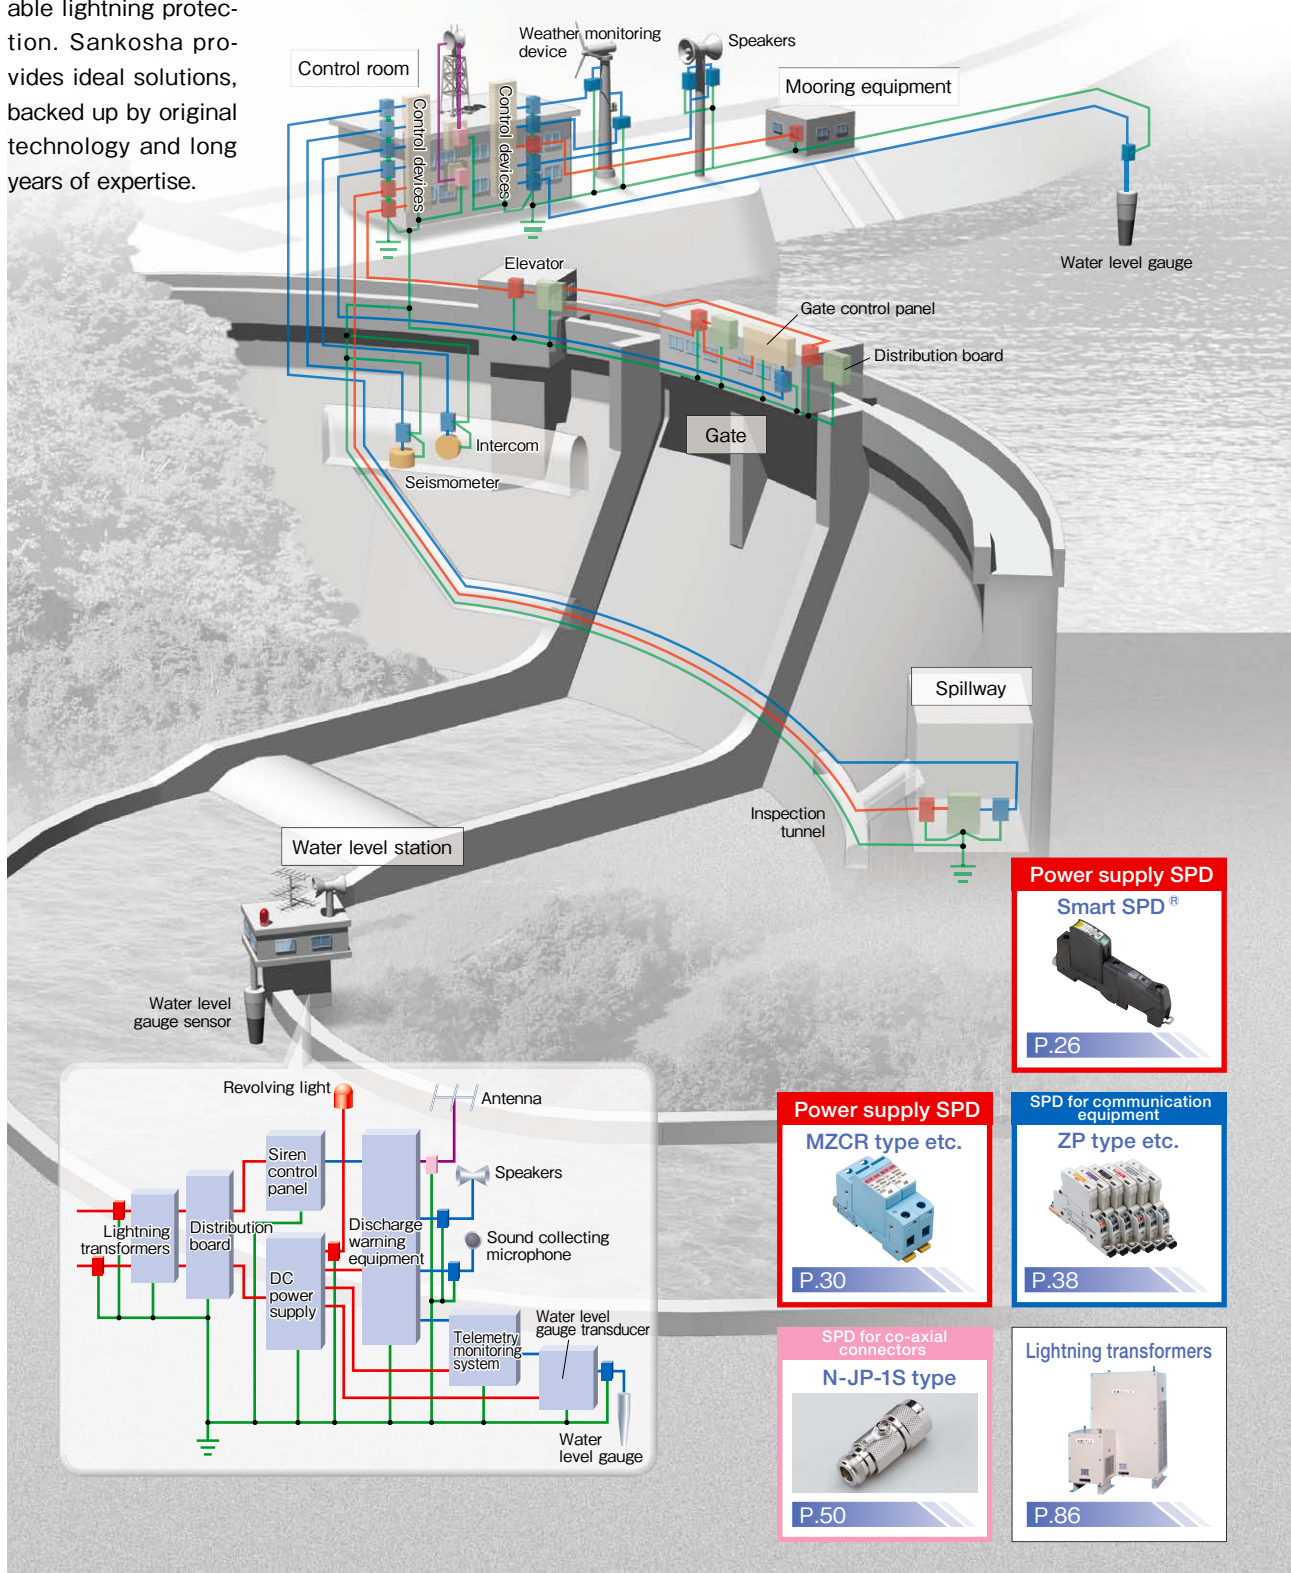 able lightning protec-
tion. Sankosha pro-
vides ideal solutions,
backed up by original
technology and long
years of expertise.
Control room
Weather monitoring
device
Speakers
Mooring equipment
Control devices
Control devices
Water level gauge
Elevator
Gate control panel
Distribution board
Gate
Intercom
Seismometer
Spillway
Inspection
tunnel
Water level station
Water level
gauge sensor
Revolving light
Antenna
Siren
control
panel
Speakers
Lightning
transformers
Distribution
board
Discharge
warning
equipment
Sound collecting
microphone
DC
power
supply
Water level
gauge transducer
Telemetry
monitoring
system
Water
level gauge
Power supply SPD
Smart SPD ®
P.26
Power supply SPD
MZCR type etc.
P.30
SPD for communication
equipment
ZP type etc.
P.38
SPD for co-axial
connectors
N-JP-1S type
P.50
Lightning transformers
P.86